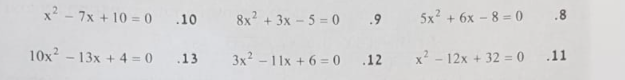 .8 5x² + 6x - 8 = 0 .9 8x² + 3x - 5 = 0 .10 x² - 7x + 10 = 0
.11 x² - 12x + 32 = 0 .12 3x² - 11x + 6 = 0 .13 10x² - 13x + 4 = 0